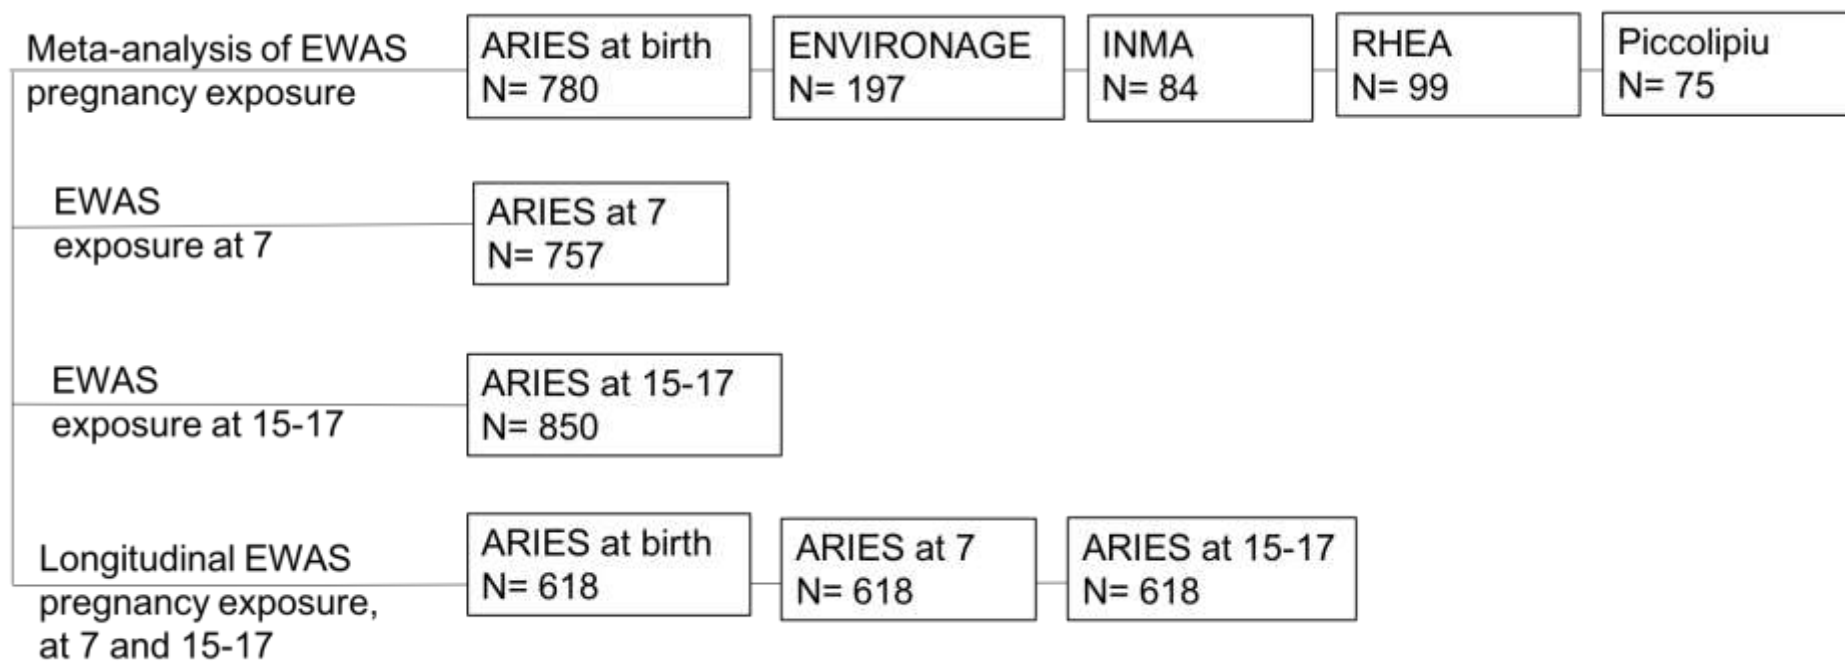 Meta-analysis of EWAS
pregnancy exposure
ARIES at birth
N= 780
ENVIRONAGE
N= 197
INMA
N= 84
RHEA
N= 99
Piccolipiu
N= 75
EWAS
exposure at 7
ARIES at 7
N= 757
EWAS
exposure at 15-17
ARIES at 15-17
N= 850
Longitudinal EWAS
pregnancy exposure,
at 7 and 15-17
ARIES at birth
N= 618
ARIES at 7
N= 618
ARIES at 15-17
N= 618